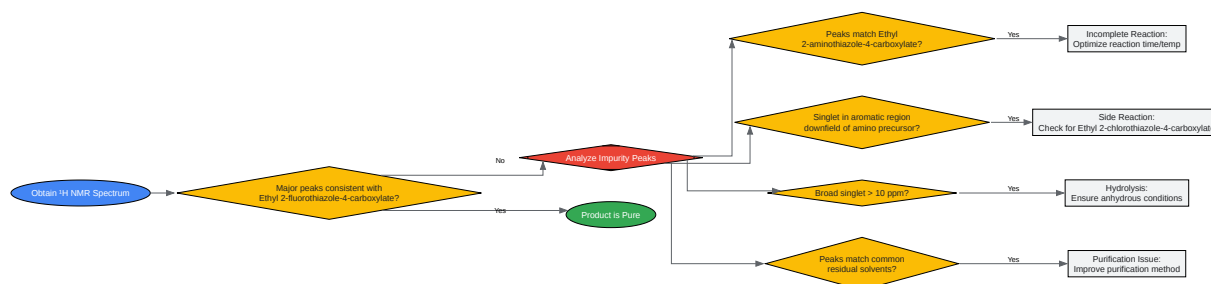 Obtain ¹H NMR Spectrum
Major peaks consistent with
Ethyl 2-fluorothiazole-4-carboxylate?
No
Yes
Analyze Impurity Peaks
Product is Pure
Peaks match Ethyl
2-aminothiazole-4-carboxylate?
Yes
Incomplete Reaction:
Optimize reaction time/temp
Singlet in aromatic region
downfield of amino precursor?
Yes
Side Reaction:
Check for Ethyl 2-chlorothiazole-4-carboxylate
Broad singlet > 10 ppm?
Yes
Hydrolysis:
Ensure anhydrous conditions
Peaks match common
residual solvents?
Yes
Purification Issue:
Improve purification method